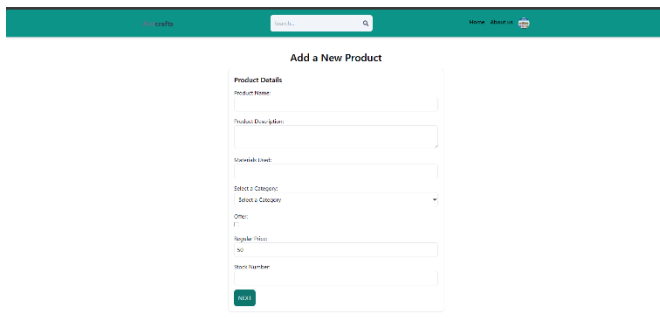 crafts
Search...
Home About us
Add a New Product
Product Details
Product Name:
Product Description:
Materials Used:
Select a Category:
Select a Category
Offer:
Regular Price:
50
Stock Number:
NEXT